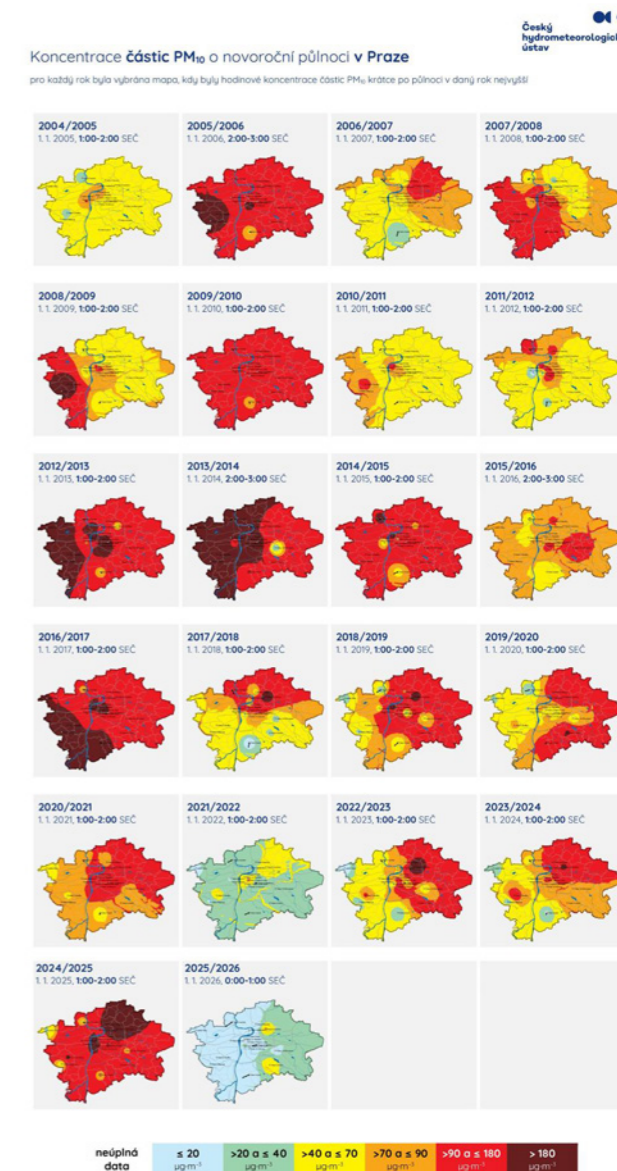 Český
hydrometeorologick
ústav
Koncentrace částic PM₁₀ o novoroční půlnoci v Praze
pro každý rok byla vybrána mapa, kdy byly hodinové koncentrace částic PM₁₀ krátce po půlnoci v daný rok nejvyšší
2004/2005 2005/2006 2006/2007 2007/2008
1. 1. 2005, 1:00-2:00 SEČ 1. 1. 2006, 2:00-3:00 SEČ 1. 1. 2007, 1:00-2:00 SEČ 1. 1. 2008, 1:00-2:00 SEČ
2008/2009 2009/2010 2010/2011 2011/2012
1. 1. 2009, 1:00-2:00 SEČ 1. 1. 2010, 1:00-2:00 SEČ 1. 1. 2011, 1:00-2:00 SEČ 1. 1. 2012, 1:00-2:00 SEČ
2012/2013 2013/2014 2014/2015 2015/2016
1. 1. 2013, 1:00-2:00 SEČ 1. 1. 2014, 2:00-3:00 SEČ 1. 1. 2015, 1:00-2:00 SEČ 1. 1. 2016, 2:00-3:00 SEČ
2016/2017 2017/2018 2018/2019 2019/2020
1. 1. 2017, 1:00-2:00 SEČ 1. 1. 2018, 1:00-2:00 SEČ 1. 1. 2019, 1:00-2:00 SEČ 1. 1. 2020, 1:00-2:00 SEČ
2020/2021 2021/2022 2022/2023 2023/2024
1. 1. 2021, 1:00-2:00 SEČ 1. 1. 2022, 1:00-2:00 SEČ 1. 1. 2023, 1:00-2:00 SEČ 1. 1. 2024, 1:00-2:00 SEČ
2024/2025 2025/2026
1. 1. 2025, 1:00-2:00 SEČ 1. 1. 2026, 0:00-1:00 SEČ
neúplná ≤ 20 >20 a ≤ 40 >40 a ≤ 70 >70 a ≤ 90 >90 a ≤ 180 > 180
data µg·m⁻³ µg·m⁻³ µg·m⁻³ µg·m⁻³ µg·m⁻³ µg·m⁻³